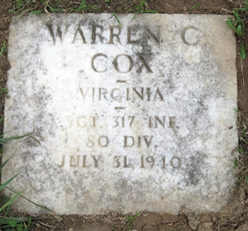 WARREN C
COX
VIRGINIA
SGT 317 INF.
80 DIV.
JULY 31, 1940